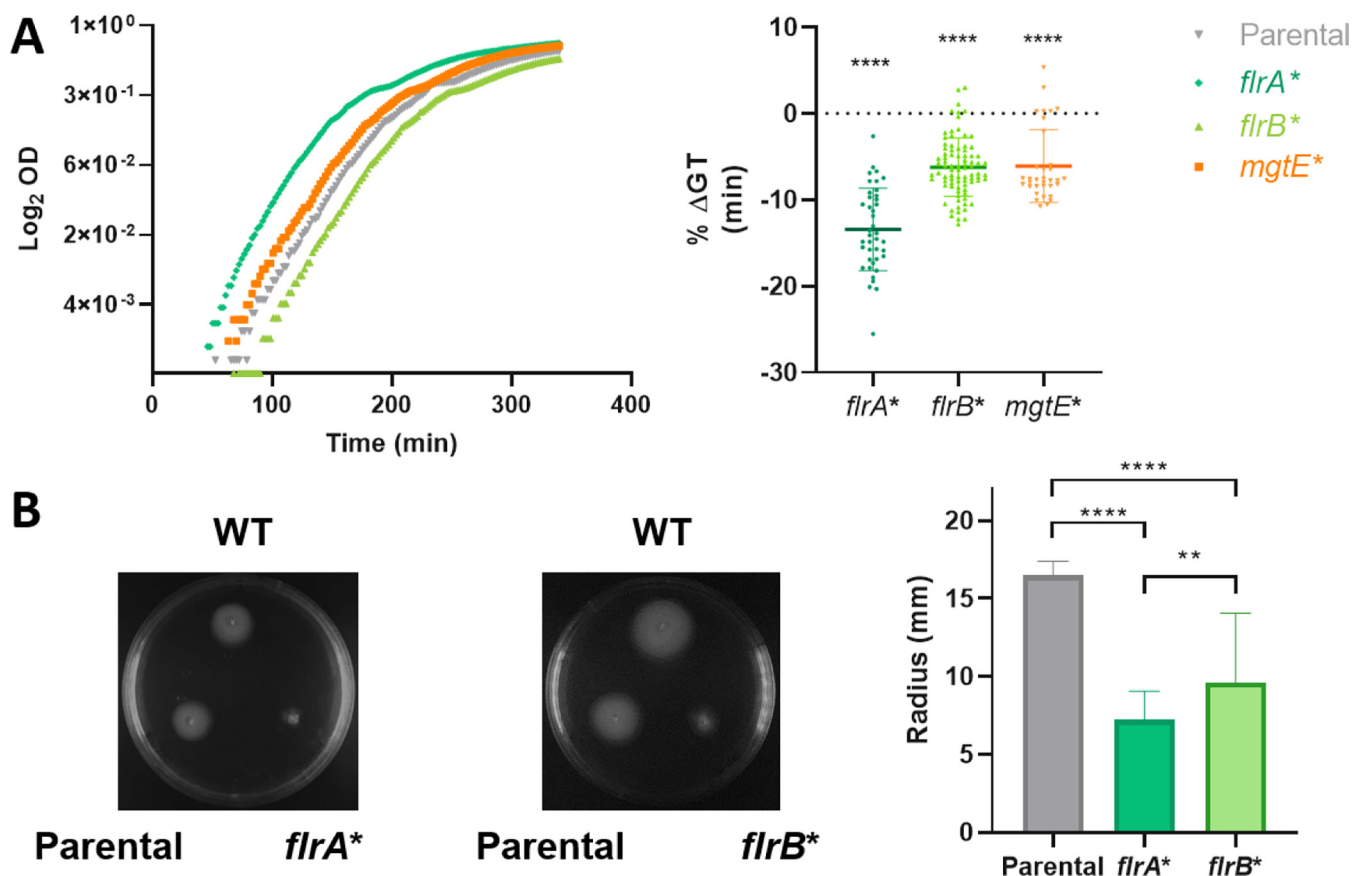 A
Log₂ OD
1×10⁰
3×10⁻¹
6×10⁻²
2×10⁻²
4×10⁻³
0 100 200 300 400
Time (min)
% ΔGT
(min)
10
0
-10
-20
-30
**** **** ****
flrA* flrB* mgtE*
Parental
flrA*
flrB*
mgtE*
B
WT
Parental flrA*
WT
Parental flrB*
Radius (mm)
20
15
10
5
0
****
****
**
Parental flrA* flrB*